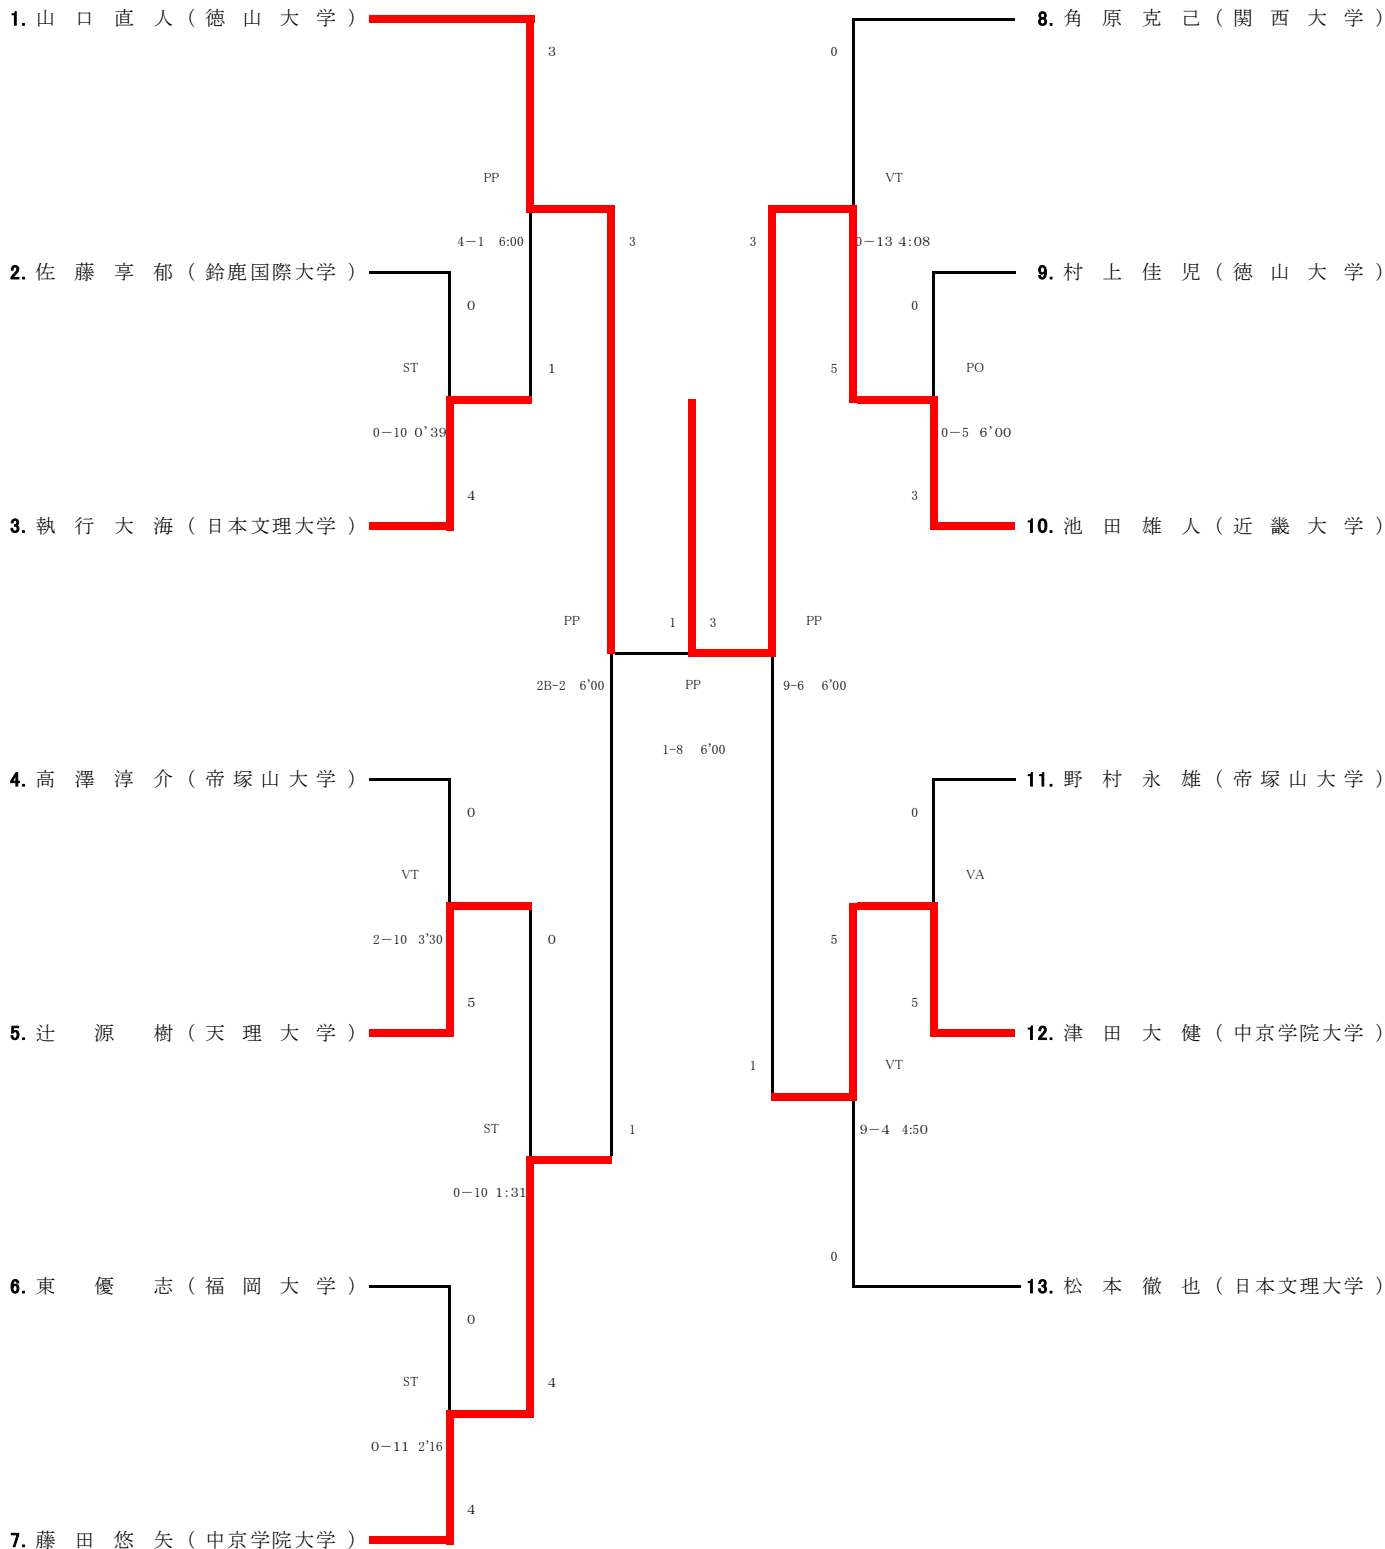 1. 山口直人(徳山大学)
8. 角原克己(関西大学)
3
0
PP
VT
4－1 6:00
3
3
0－13 4:08
2. 佐藤享郁(鈴鹿国際大学)
9. 村上佳児(徳山大学)
0
0
ST
1
5
PO
0－10 0’39
0－5 6’00
4
3
3. 執行大海(日本文理大学)
10. 池田雄人(近畿大学)
PP
1
3
PP
2B-2 6’00
PP
9-6 6’00
1-8 6’00
4. 高澤淳介(帝塚山大学)
11. 野村永雄(帝塚山大学)
0
0
VT
VA
2－10 3’30
0
5
5
5
5. 辻源樹(天理大学)
12. 津田大健(中京学院大学)
1
VT
ST
1
9－4 4:50
0－10 1:31
0
6. 東優志(福岡大学)
13. 松本徹也(日本文理大学)
0
ST
4
0－11 2’16
4
7. 藤田悠矢(中京学院大学)